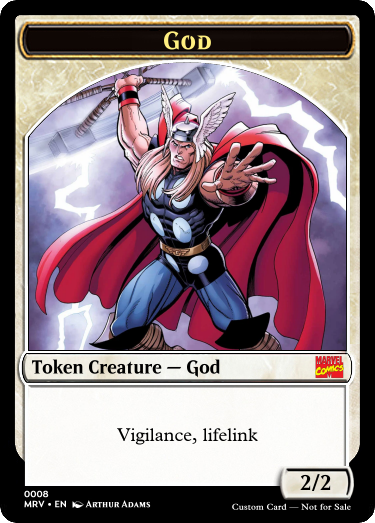 God
Token Creature — God
MARVEL
COMICS
Vigilance, lifelink
2/2
0008
MRV • EN Arthur Adams
Custom Card — Not for Sale